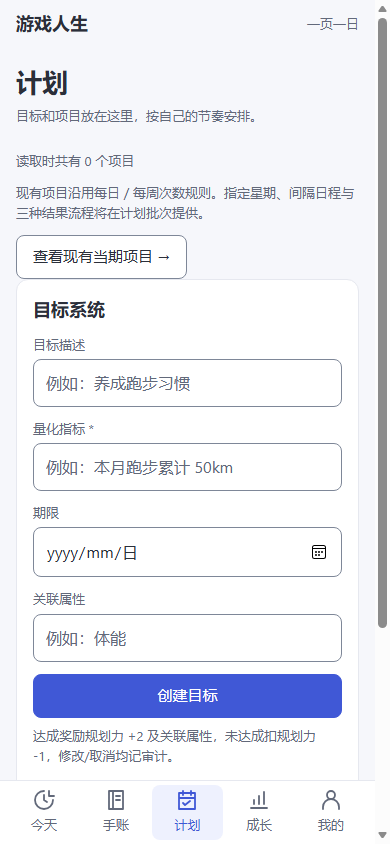 游戏人生
一页一日
计划
目标和项目放在这里，按自己的节奏安排。
读取时共有 0 个项目
现有项目沿用每日 / 每周次数规则。指定星期、间隔日程与
三种结果流程将在计划批次提供。
查看现有当期项目 →
目标系统
目标描述
例如：养成跑步习惯
量化指标 *
例如：本月跑步累计 50km
期限
yyyy/mm/日
关联属性
例如：体能
创建目标
达成奖励规划力 +2 及关联属性，未达成扣规划力
-1，修改/取消均记审计。
今天
手账
计划
成长
我的